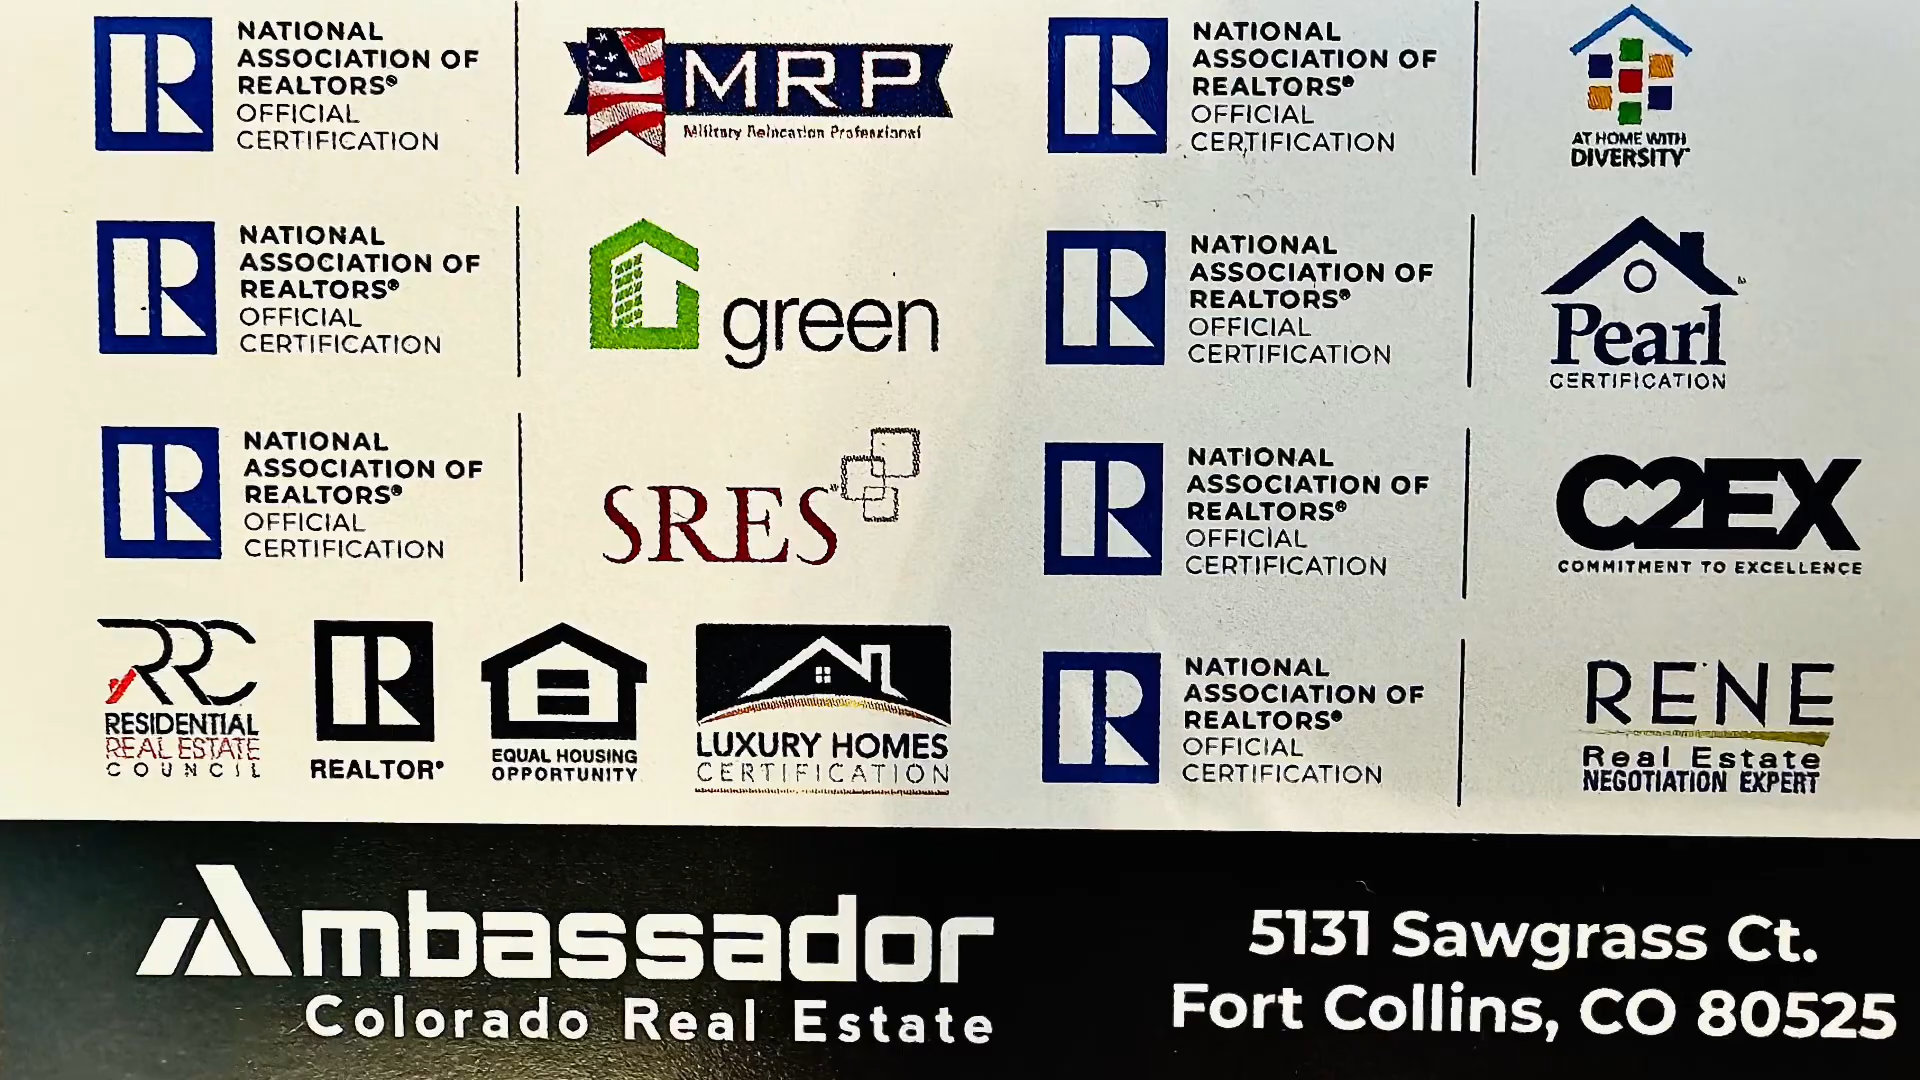 NATIONAL
ASSOCIATION OF
REALTORS®
OFFICIAL
CERTIFICATION
MRP
Military Relocation Professional
NATIONAL
ASSOCIATION OF
REALTORS®
OFFICIAL
CERTIFICATION
AT HOME WITH
DIVERSITY
NATIONAL
ASSOCIATION OF
REALTORS®
OFFICIAL
CERTIFICATION
green
NATIONAL
ASSOCIATION OF
REALTORS®
OFFICIAL
CERTIFICATION
Pearl
CERTIFICATION
NATIONAL
ASSOCIATION OF
REALTORS®
OFFICIAL
CERTIFICATION
SRES
NATIONAL
ASSOCIATION OF
REALTORS®
OFFICIAL
CERTIFICATION
C2EX
COMMITMENT TO EXCELLENCE
RRC
RESIDENTIAL
REAL ESTATE
COUNCIL
R
REALTOR®
EQUAL HOUSING
OPPORTUNITY
LUXURY HOMES
CERTIFICATION
NATIONAL
ASSOCIATION OF
REALTORS®
OFFICIAL
CERTIFICATION
RENE
Real Estate
NEGOTIATION EXPERT
Ambassador
Colorado Real Estate
5131 Sawgrass Ct.
Fort Collins, CO 80525